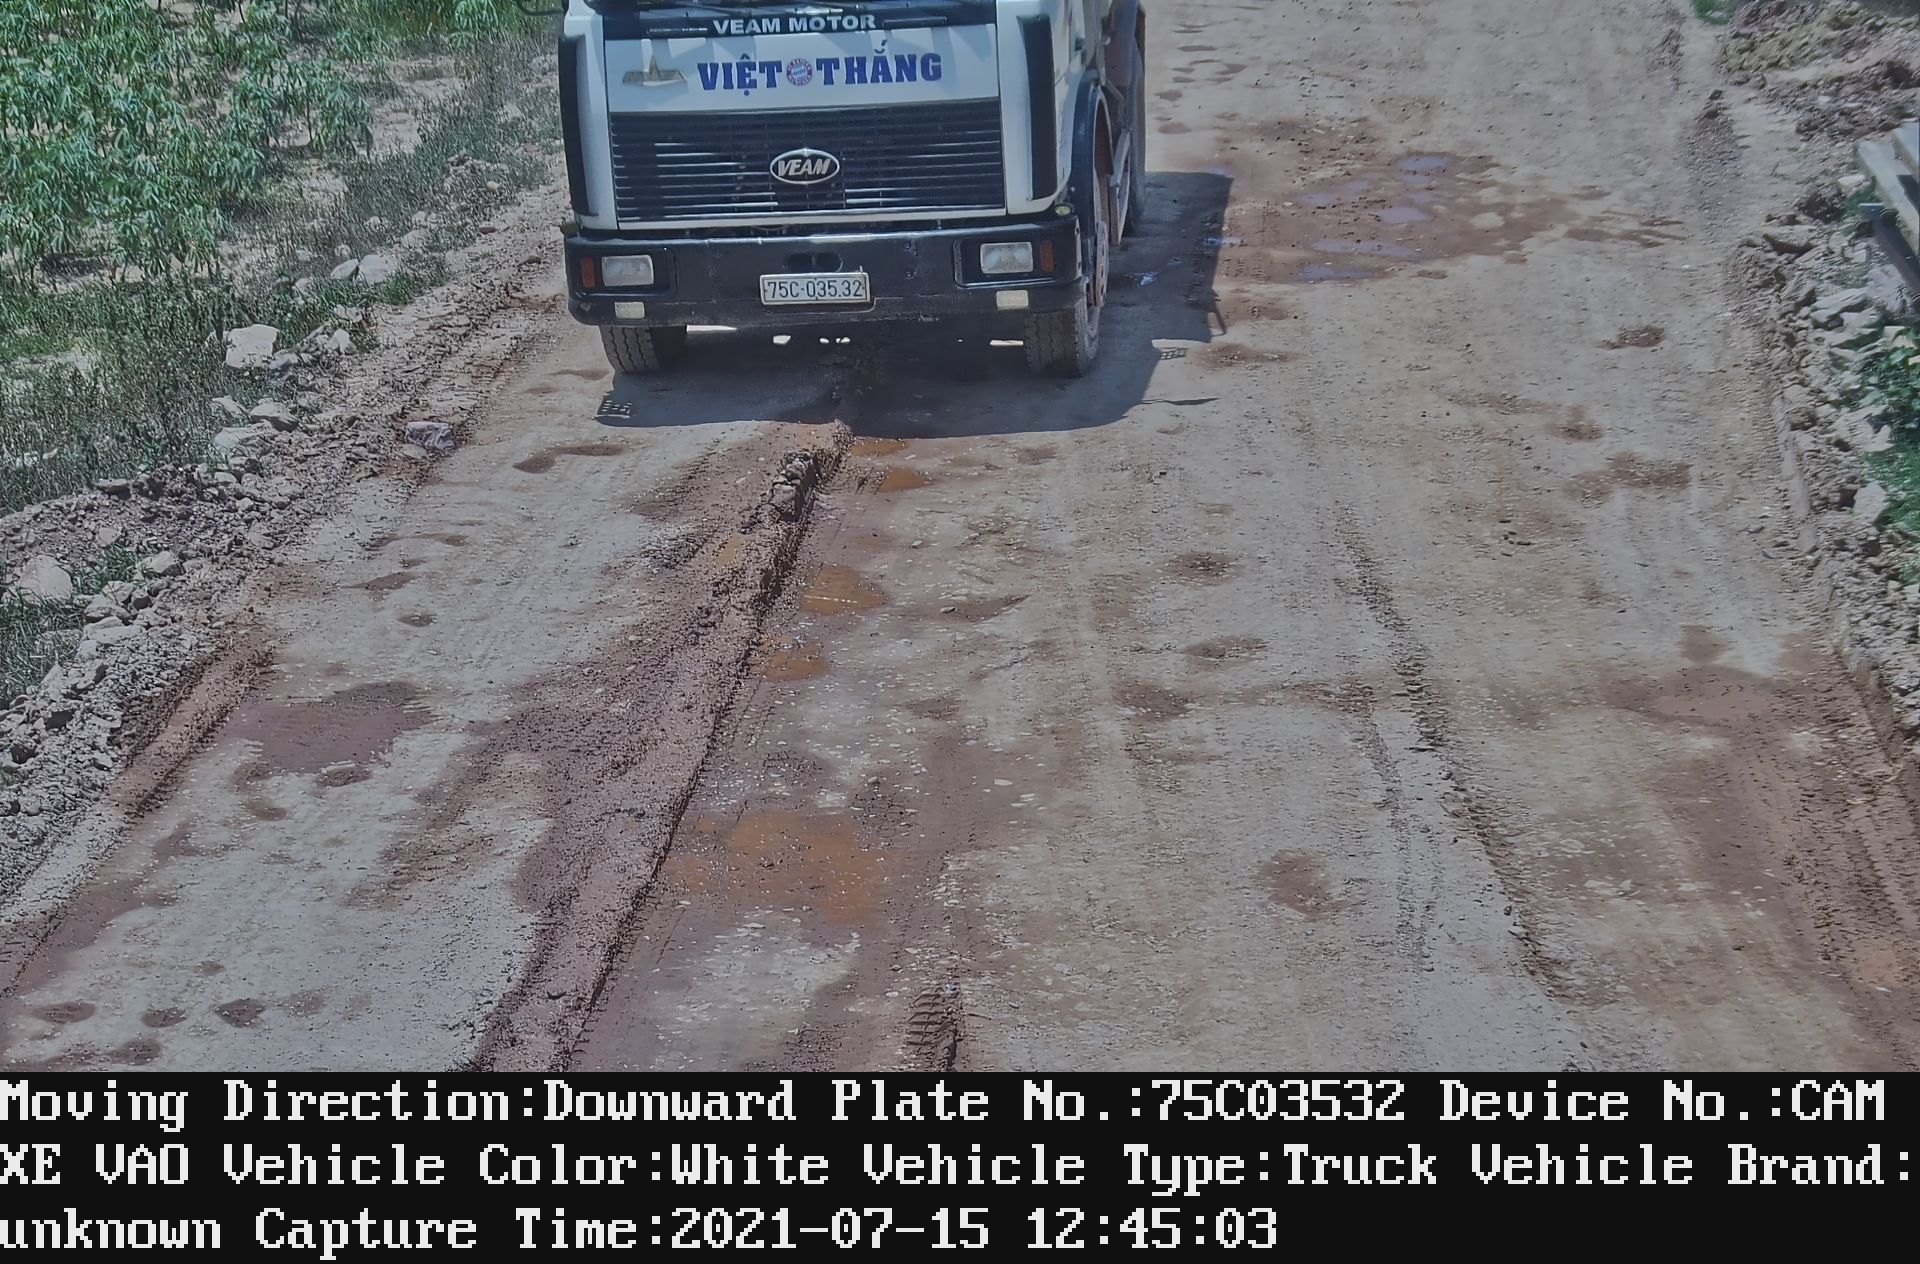 VEAM MOTOR
VIỆT THẮNG
VEAM
75C-035.32
Moving Direction:Downward Plate No.:75C03532 Device No.:CAM
XE VAO Vehicle Color:White Vehicle Type:Truck Vehicle Brand:
unknown Capture Time:2021-07-15 12:45:03